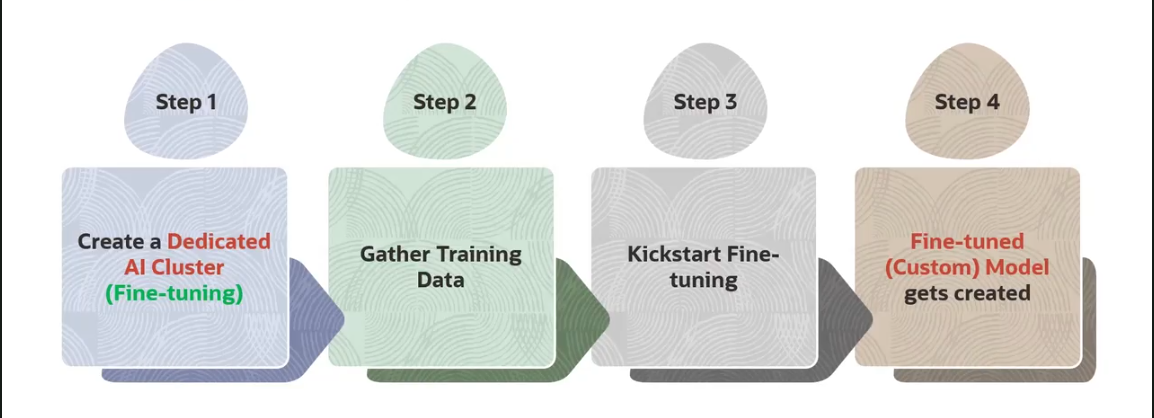 Step 1
Step 2
Step 3
Step 4
Create a Dedicated
AI Cluster
(Fine-tuning)
Gather Training
Data
Kickstart Fine-
tuning
Fine-tuned
(Custom) Model
gets created